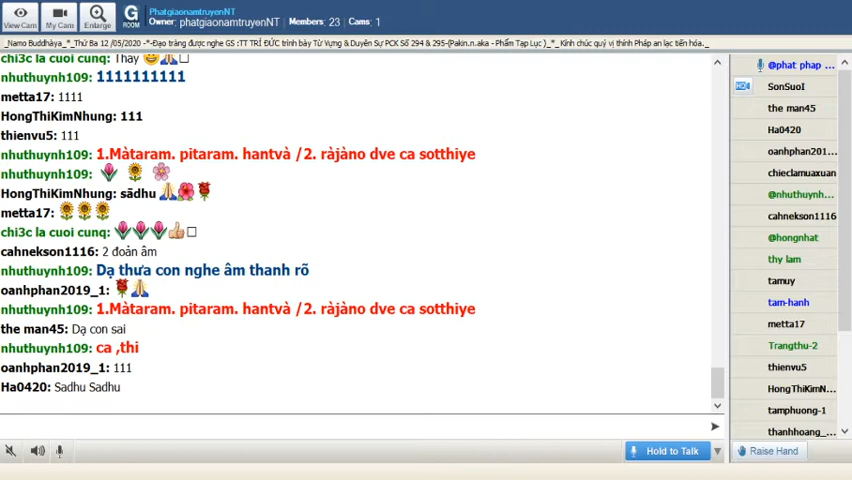 View Cam
My Cam
Enlarge
G
ROOM
PhatgiaonamtruyenNT
Owner: phatgiaonamtruyenNT Members: 23 Cams: 1
_Namo Buddhàya_*_Thứ Ba 12 /05/2020 -*-Đạo tràng được nghe GS :TT TRÍ ĐỨC trình bày Từ Vựng &Duyên Sự PCK Số 294 & 295-(Pakin.n.aka - Phẩm Tạp Lục )_*_ Kính chúc quý vị thính Pháp an lạc tiến hóa._
chi3c la cuoi cunq: Thầy
nhuthuynh109: 1111111111
metta17: 1111
HongThiKimNhung: 111
thienvu5: 111
nhuthuynh109: 1.Màtaram. pitaram. hantvà /2. ràjàno dve ca sotthiye
nhuthuynh109:
HongThiKimNhung: sādhu
metta17:
chi3c la cuoi cunq:
cahnekson1116: 2 đoản âm
nhuthuynh109: Dạ thưa con nghe âm thanh rõ
oanhphan2019_1:
nhuthuynh109: 1.Màtaram. pitaram. hantvà /2. ràjàno dve ca sotthiye
the man45: Dạ con sai
nhuthuynh109: ca ,thi
oanhphan2019_1: 111
Ha0420: Sadhu Sadhu
@phat phap ...
HD
SonSuoI
the man45
Ha0420
oanhphan201...
chieclamuaxuan
@nhuthuynh...
cahnekson1116
@hongnhat
thy lam
tamuy
tam-hanh
metta17
Trangthu-2
thienvu5
HongThiKimN...
tamphuong-1
thanhhoang_...
Hold to Talk
Raise Hand